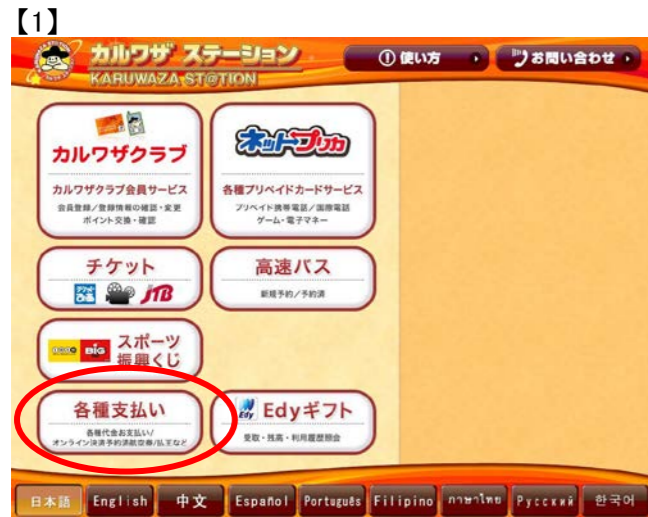 【1】
カルワザ ステーション
KARUWAZA ST@TION
使い方
お問い合わせ
カルワザクラブ
カルワザクラブ会員サービス
会員登録/登録情報の確認・変更
ポイント交換・確認
ネットプリカ
各種プリペイドカードサービス
プリペイド携帯電話/国際電話
ゲーム・電子マネー
チケット
チケットぴあ
JTB
高速バス
新規予約/予約済
BIG
スポーツ
振興くじ
各種支払い
各種代金お支払い/
オンライン決済予約済航空券/払玉など
Edy
Edyギフト
受取・残高・利用履歴照会
日本語 English 中文 Español Português Filipino ภาษาไทย Русский 한국어